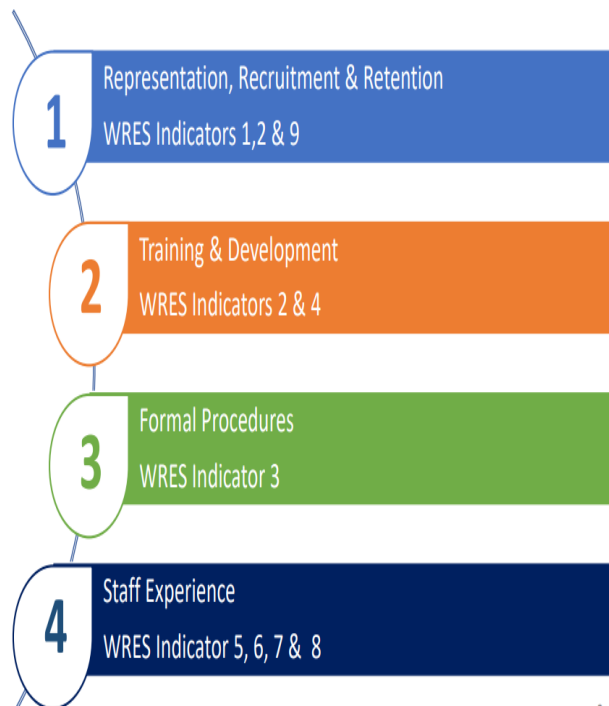 1
Representation, Recruitment & Retention
WRES Indicators 1,2 & 9
2
Training & Development
WRES Indicators 2 & 4
3
Formal Procedures
WRES Indicator 3
4
Staff Experience
WRES Indicator 5, 6, 7 & 8